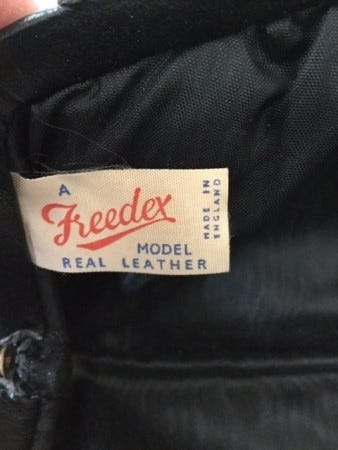 A
Freedex
MODEL
REAL LEATHER
MADE IN
ENGLAND